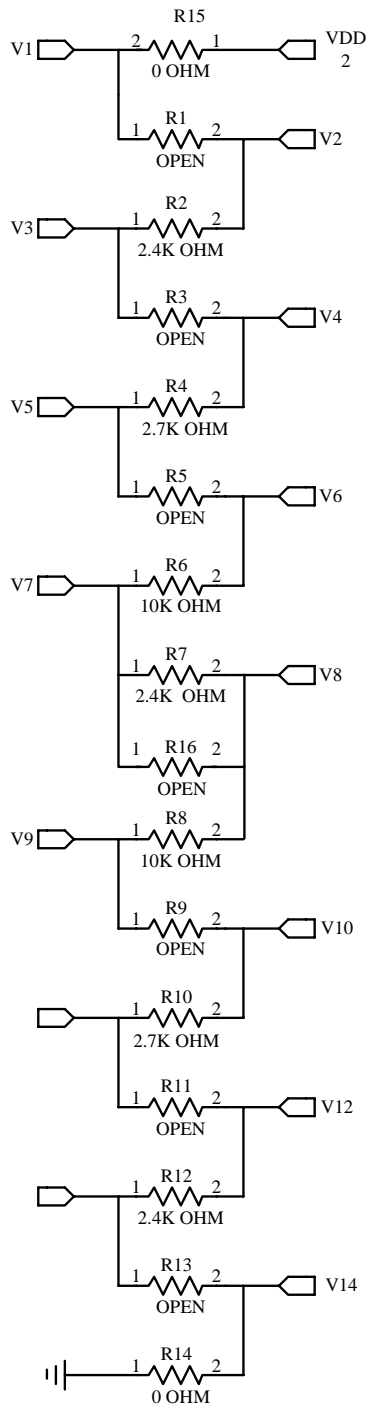 R15
V1 2 1 VDD
0 OHM 2
R1
1 2 V2
OPEN
R2
V3 1 2
2.4K OHM
R3
1 2 V4
OPEN
R4
V5 1 2
2.7K OHM
R5
1 2 V6
OPEN
R6
V7 1 2
10K OHM
R7
1 2 V8
2.4K OHM
R16
1 2
OPEN
R8
V9 1 2
10K OHM
R9
1 2 V10
OPEN
R10
1 2
2.7K OHM
R11
1 2 V12
OPEN
R12
1 2
2.4K OHM
R13
1 2 V14
OPEN
R14
1 2
0 OHM